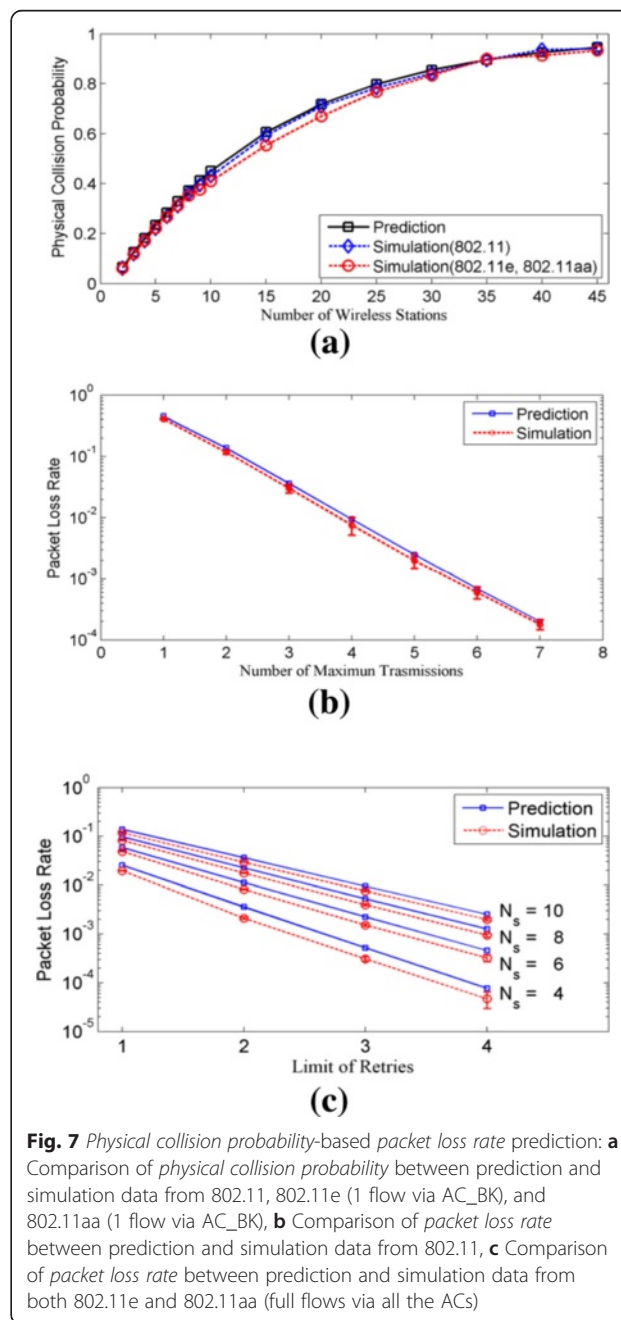 1
0.8
0.6
0.4
0.2
0
Physical Collision Probability
Prediction
Simulation(802.11)
Simulation(802.11e, 802.11aa)
0 5 10 15 20 25 30 35 40 45
Number of Wireless Stations
(a)
10^0
10^-1
10^-2
10^-3
10^-4
Packet Loss Rate
Prediction
Simulation
0 1 2 3 4 5 6 7 8
Number of Maximun Trasmissions
(b)
10^0
10^-1
10^-2
10^-3
10^-4
10^-5
Packet Loss Rate
Prediction
Simulation
N_s = 10
N_s = 8
N_s = 6
N_s = 4
1 2 3 4
Limit of Retries
(c)
Fig. 7 Physical collision probability-based packet loss rate prediction: a
Comparison of physical collision probability between prediction and
simulation data from 802.11, 802.11e (1 flow via AC_BK), and
802.11aa (1 flow via AC_BK), b Comparison of packet loss rate
between prediction and simulation data from 802.11, c Comparison
of packet loss rate between prediction and simulation data from
both 802.11e and 802.11aa (full flows via all the ACs)